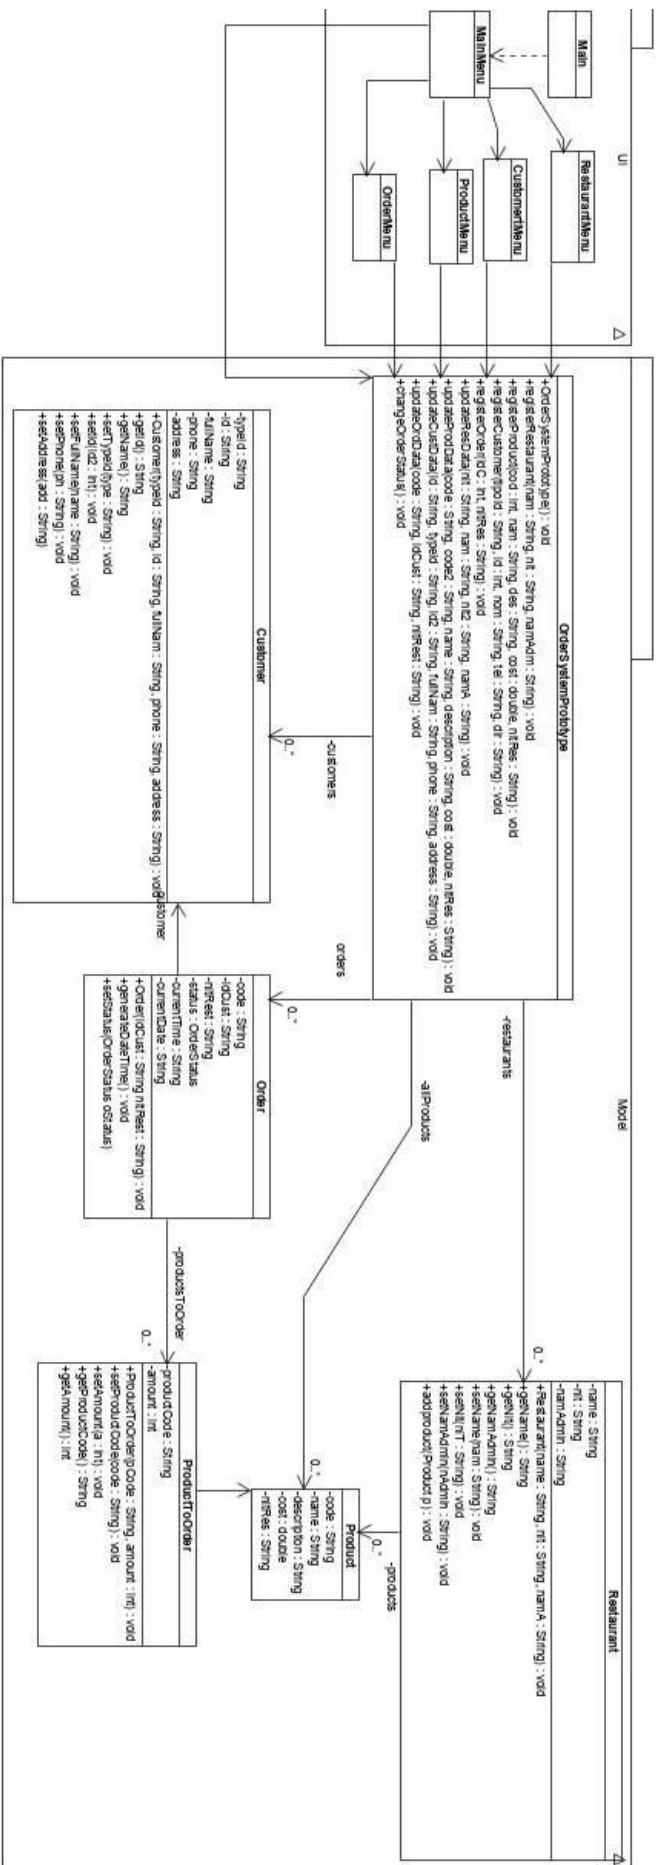 UI
Main
MainMenu
RestaurantMenu
CustomertMenu
ProductMenu
OrderMenu
Model
OrderSystemPrototype
+OrderSystemPrototype() : void
+registerRestaurant(nam : String, nit : String, namAdm : String) : void
+registerProduct(pod : int, nam : String, des : String, cost : double, nitRes : String) : void
+registerCustomer(tipoId : String, id : int, nom : String, tel : String, dir : String) : void
+registerOrder(idC : int, nitRes : String) : void
+updateResData(nit : String, nam : String, nit2 : String, namA : String) : void
+updateProdData(code : String, code2 : String, name : String, description : String, cost : double, nitRes : String) : void
+updateCustData(id : String, typeId : String, id2 : String, fullNam : String, phone : String, address : String) : void
+updateOrdData(code : String, idCust : String, nitRest : String) : void
+changeOrderStatus() : void
-customers
0..*
orders
0..*
-allProducts
0..*
-restaurants
0..*
Customer
-typeId : String
-id : String
-fullName : String
-phone : String
-address : String
+Customer(typeId : String, id : String, fullNam : String, phone : String, address : String) : void
+getId() : String
+getName() : String
+setTypeId(type : String) : void
+setId(id2 : int) : void
+setFullName(name : String) : void
+setPhone(ph : String) : void
+setAddress(add : String)
Order
-code : String
-idCust : String
-nitRest : String
-status : OrderStatus
-currentTime : String
-currentDate : String
+Order(idCust : String nitRest : String) : void
+generateDateTime() : void
+setStatus(OrderStatus oStatus)
-productsToOrder
0..*
ProductToOrder
productCode : String
-amount : int
+ProductToOrder(pCode : String, amount : int) : void
+setProductCode(code : String) : void
+setAmount(a : int) : void
+getProductCode() : String
+getAmount() : int
Product
-code : String
-name : String
-description : String
-cost : double
-nitRes : String
-products
0..*
Restaurant
-name : String
-nit : String
-namAdmin : String
+Restaurant(name : String, nit : String, namA : String) : void
+getName() : String
+getNit() : String
+getNamAdmin() : String
+setName(nam : String) : void
+setNit(niT : String) : void
+setNamAdmin(nAdmin : String) : void
+addproduct(Product p) : void